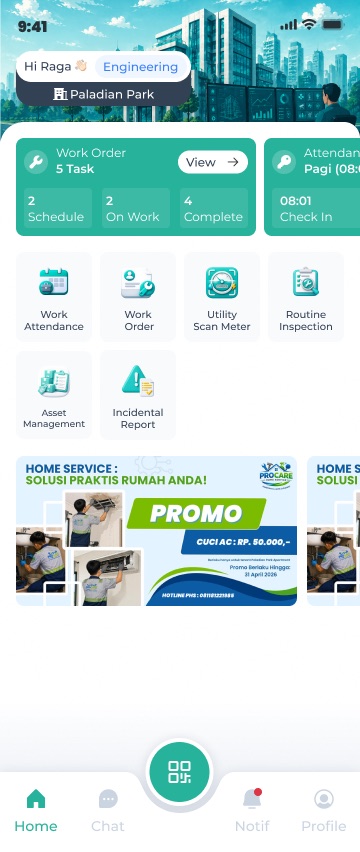 9:41
Hi Raga 👋🏻 Engineering
Paladian Park
Work Order
5 Task
View
2
Schedule
2
On Work
4
Complete
Attendan
Pagi (08:0
08:01
Check In
Work
Attendance
Work
Order
Utility
Scan Meter
Routine
Inspection
Asset
Management
Incidental
Report
HOME SERVICE :
SOLUSI PRAKTIS RUMAH ANDA!
PROCARE
PROMO
CUCI AC : RP. 50.000,-
Promo Berlaku Hingga:
31 April 2026
HOTLINE PHS : 081181221985
HOME S
SOLUSI
Home
Chat
Notif
Profile